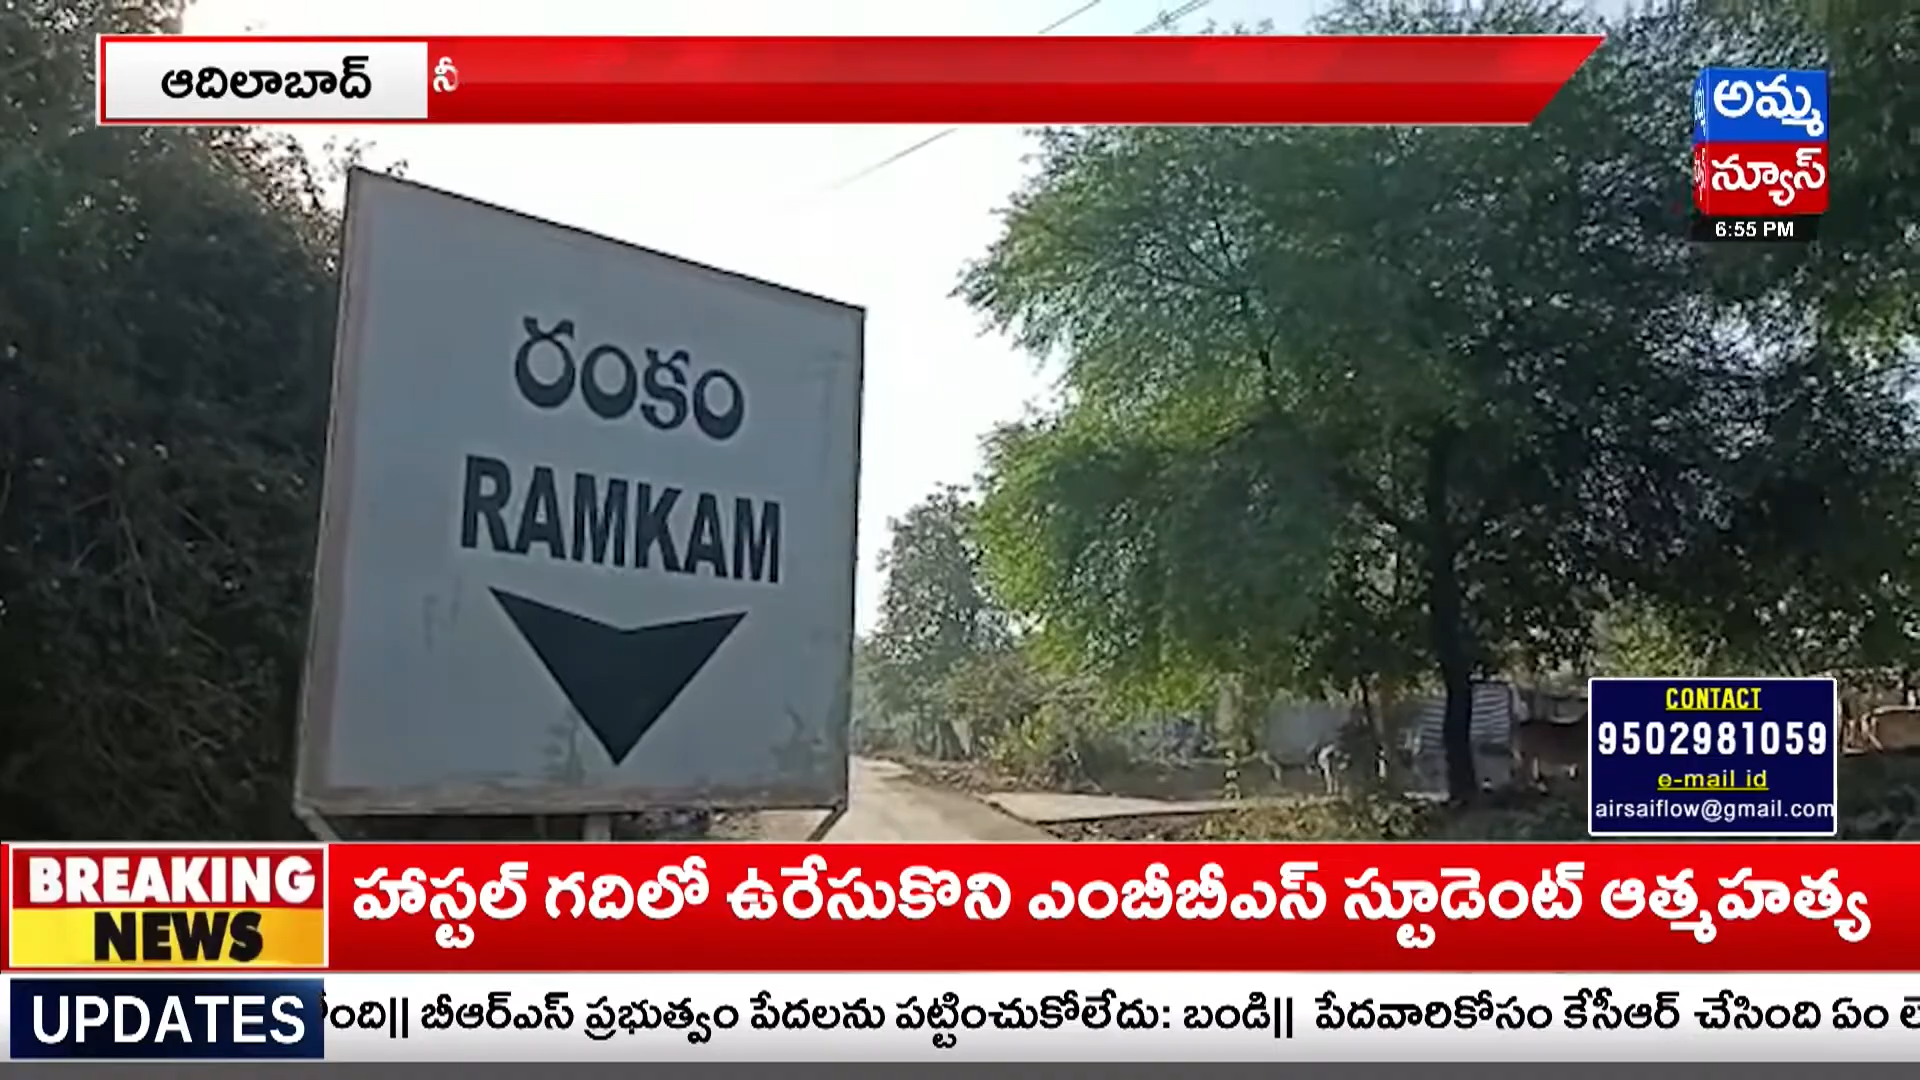 ఆదిలాబాద్ నీ
అమ్మ
న్యూస్
6:55 PM
రంకం
RAMKAM
CONTACT
9502981059
e-mail id
airsaiflow@gmail.com
BREAKING
NEWS
హాస్టల్ గదిలో ఉరేసుకొని ఎంబీబీఎస్ స్టూడెంట్ ఆత్మహత్య
UPDATES
బీఆర్ఎస్ ప్రభుత్వం పేదలను పట్టించుకోలేదు: బండి|| పేదవారికోసం కేసీఆర్ చేసింది ఏం